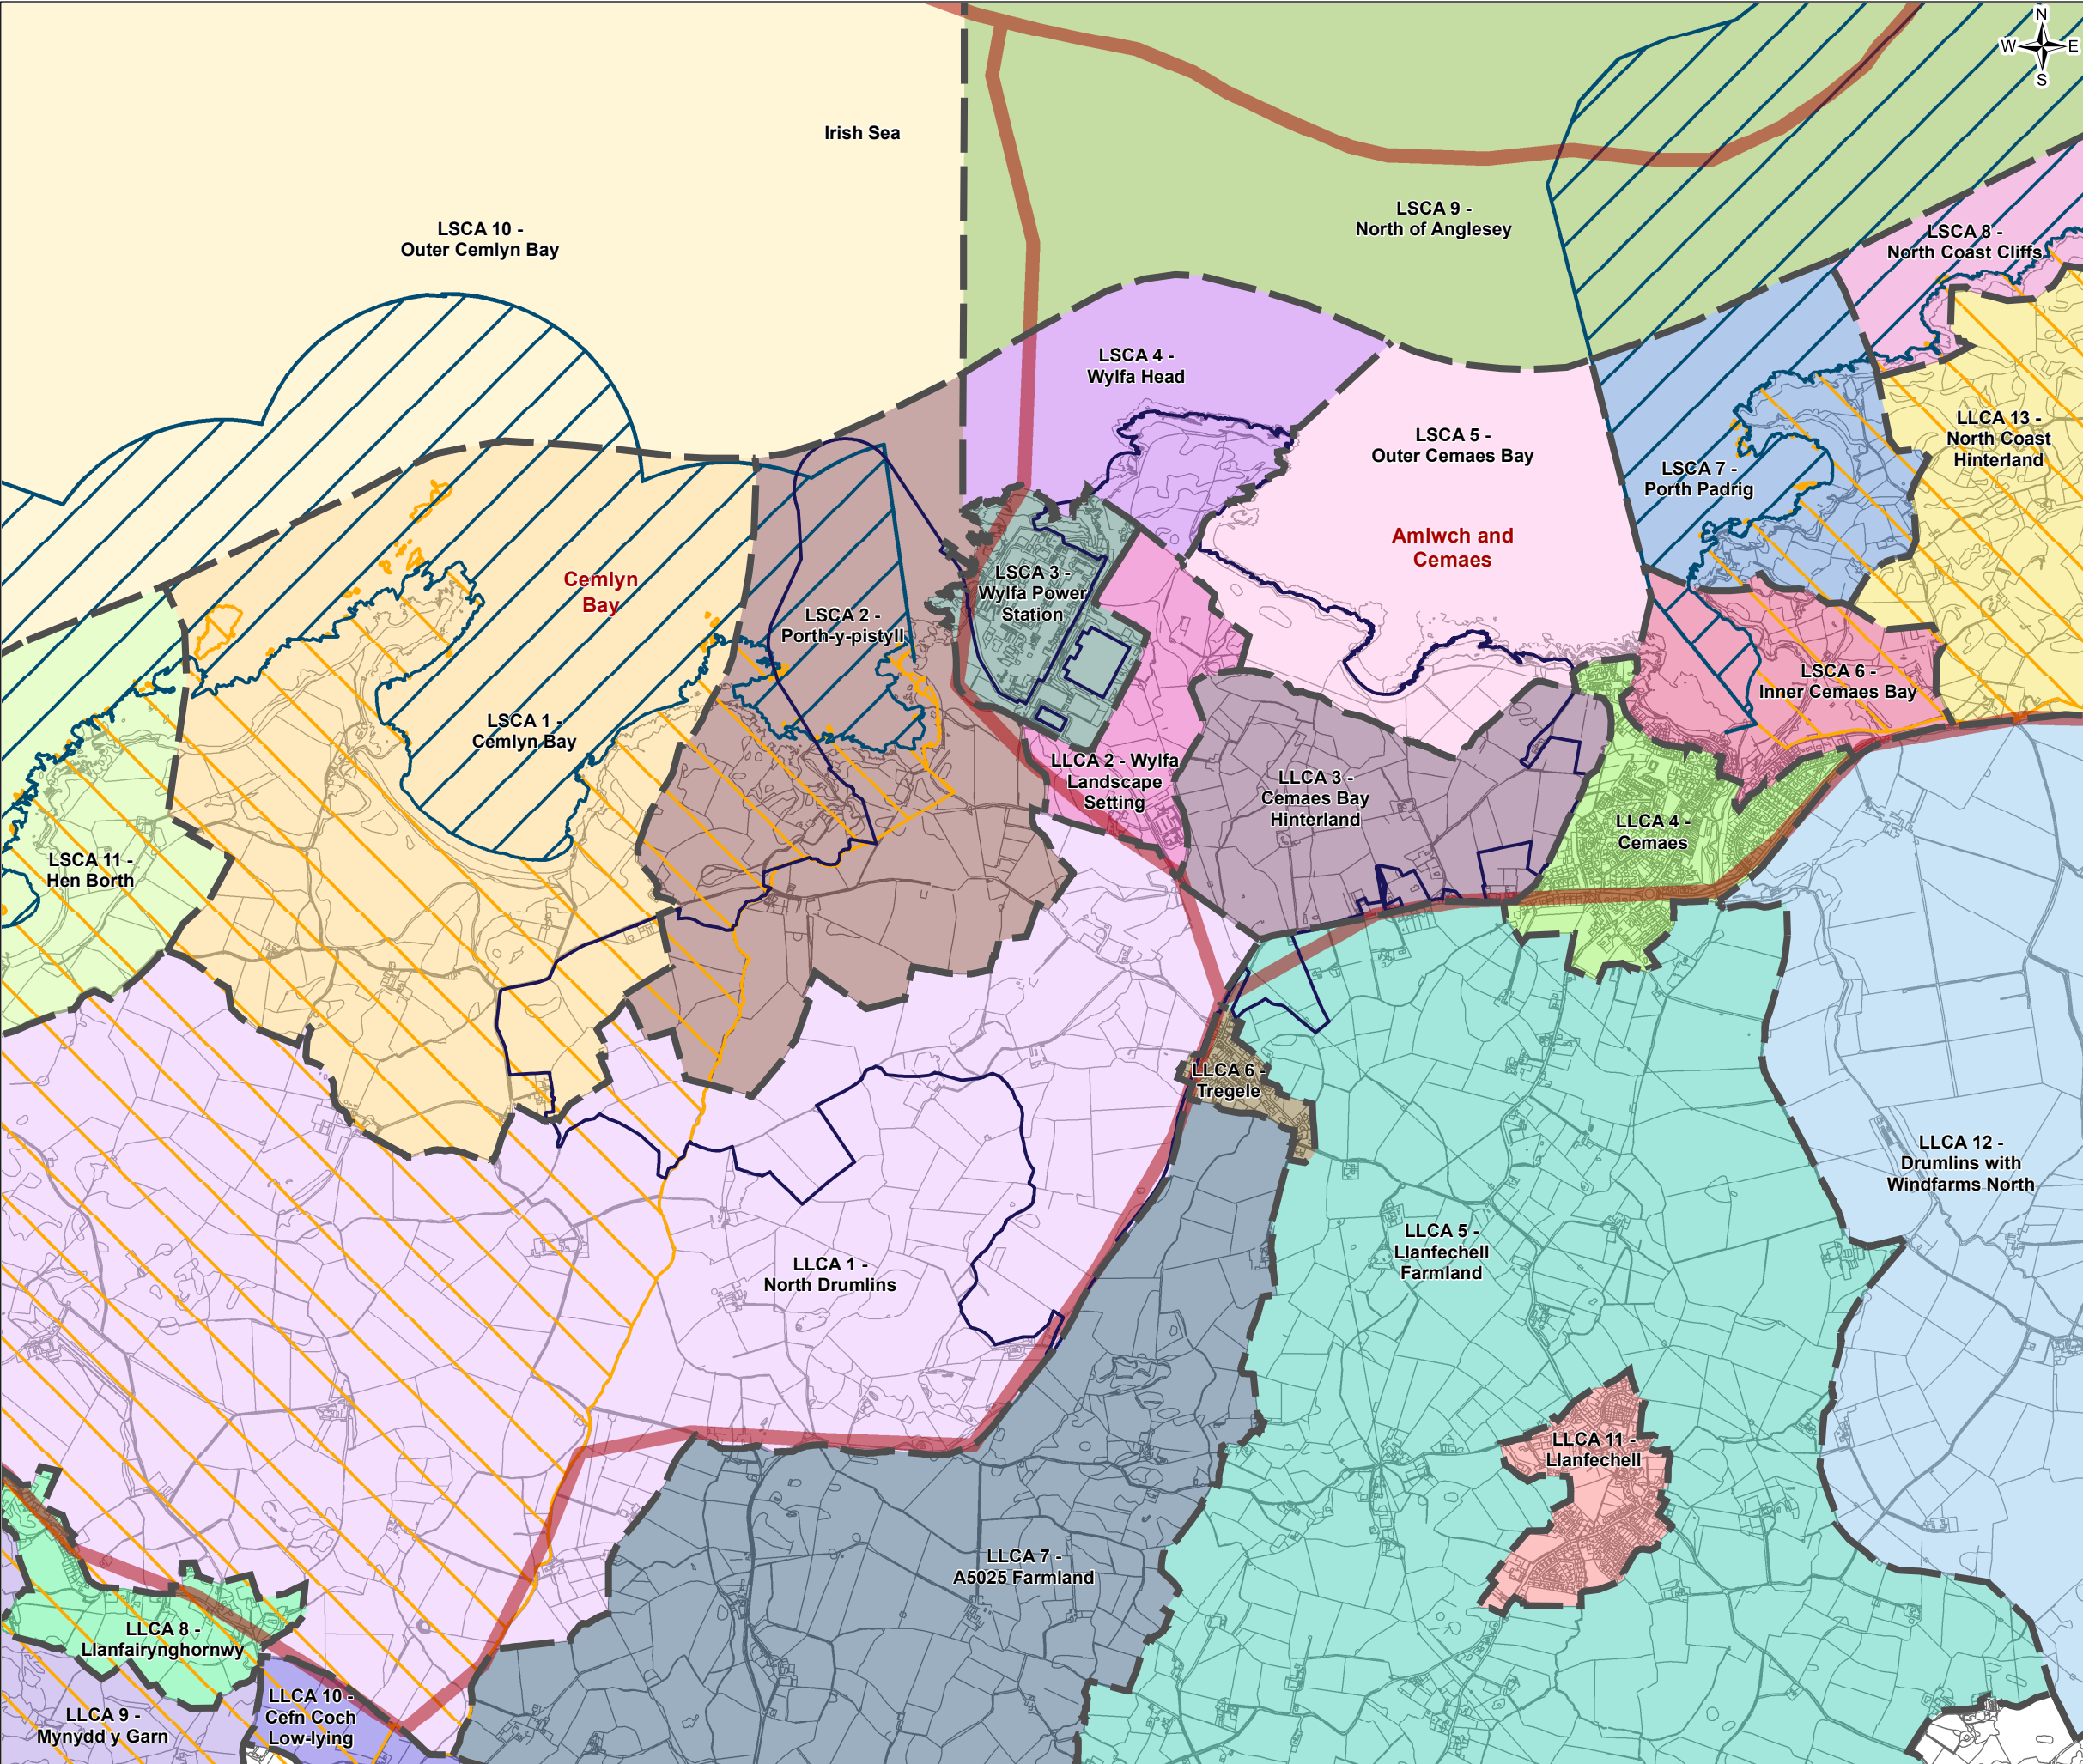 N
W E
S
Irish Sea
LSCA 10 -
Outer Cemlyn Bay
LSCA 9 -
North of Anglesey
LSCA 8 -
North Coast Cliffs
LSCA 4 -
Wylfa Head
LSCA 5 -
Outer Cemaes Bay
LLCA 13 -
North Coast
Hinterland
LSCA 7 -
Porth Padrig
Amlwch and
Cemaes
Cemlyn
Bay
LSCA 3 -
Wylfa Power
Station
LSCA 2 -
Porth-y-pistyll
LSCA 6 -
Inner Cemaes Bay
LSCA 1 -
Cemlyn Bay
LLCA 2 - Wylfa
Landscape
Setting
LLCA 3 -
Cemaes Bay
Hinterland
LLCA 4 -
Cemaes
LSCA 11 -
Hen Borth
LLCA 6 -
Tregele
LLCA 12 -
Drumlins with
Windfarms North
LLCA 5 -
Llanfechell
Farmland
LLCA 1 -
North Drumlins
LLCA 11 -
Llanfechell
LLCA 7 -
A5025 Farmland
LLCA 8 -
Llanfairynghornwy
LLCA 9 -
Mynydd y Garn
LLCA 10 -
Cefn Coch
Low-lying